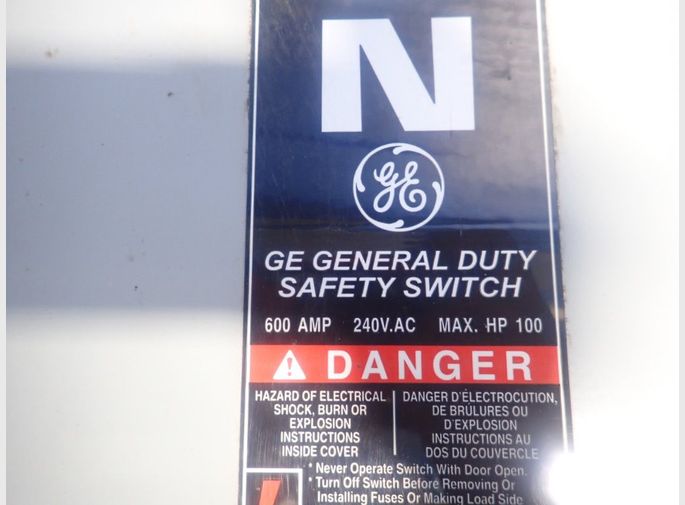 N
GE
GE GENERAL DUTY
SAFETY SWITCH
600 AMP 240V.AC MAX. HP 100
DANGER
HAZARD OF ELECTRICAL
SHOCK, BURN OR
EXPLOSION
INSTRUCTIONS
INSIDE COVER
DANGER D'ÉLECTROCUTION,
DE BRÛLURES OU
D'EXPLOSION
INSTRUCTIONS AU
DOS DU COUVERCLE
* Never Operate Switch With Door Open.
* Turn Off Switch Before Removing Or
Installing Fuses Or Making Load Side